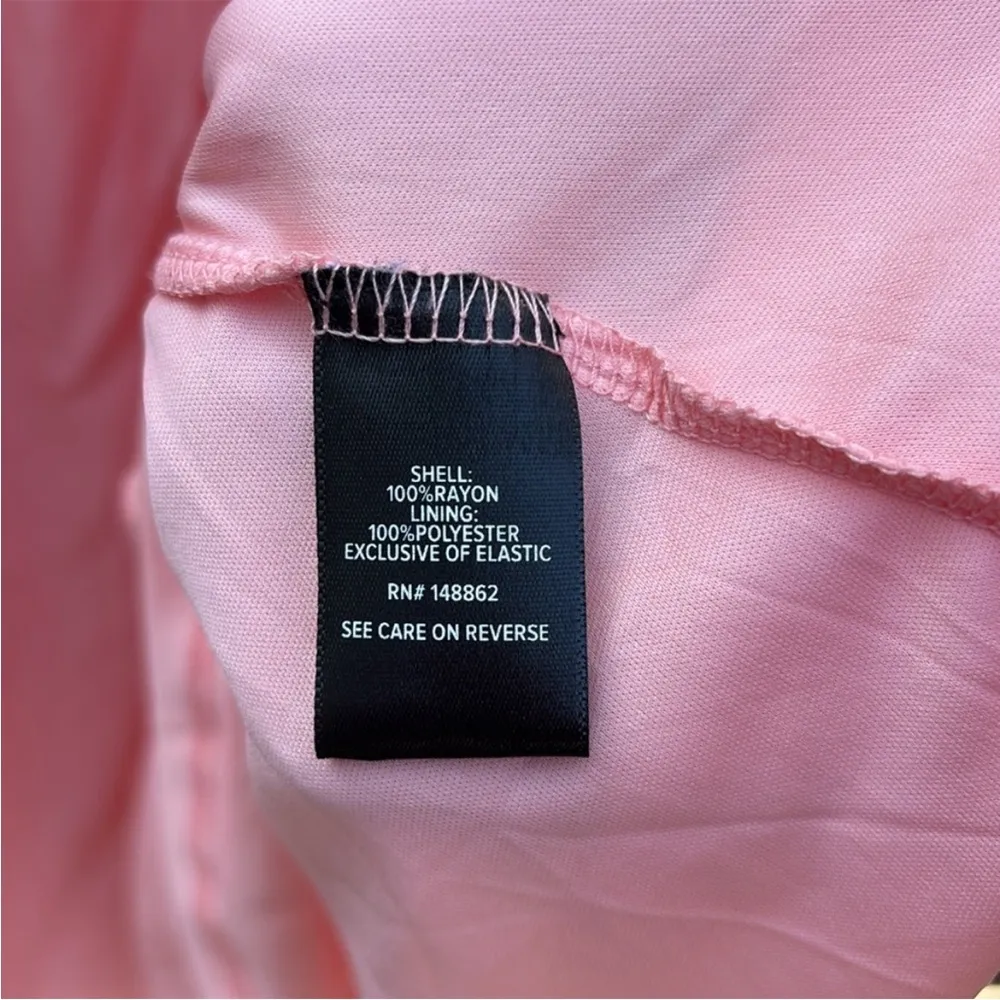 SHELL:
100%RAYON
LINING:
100%POLYESTER
EXCLUSIVE OF ELASTIC
RN# 148862
SEE CARE ON REVERSE